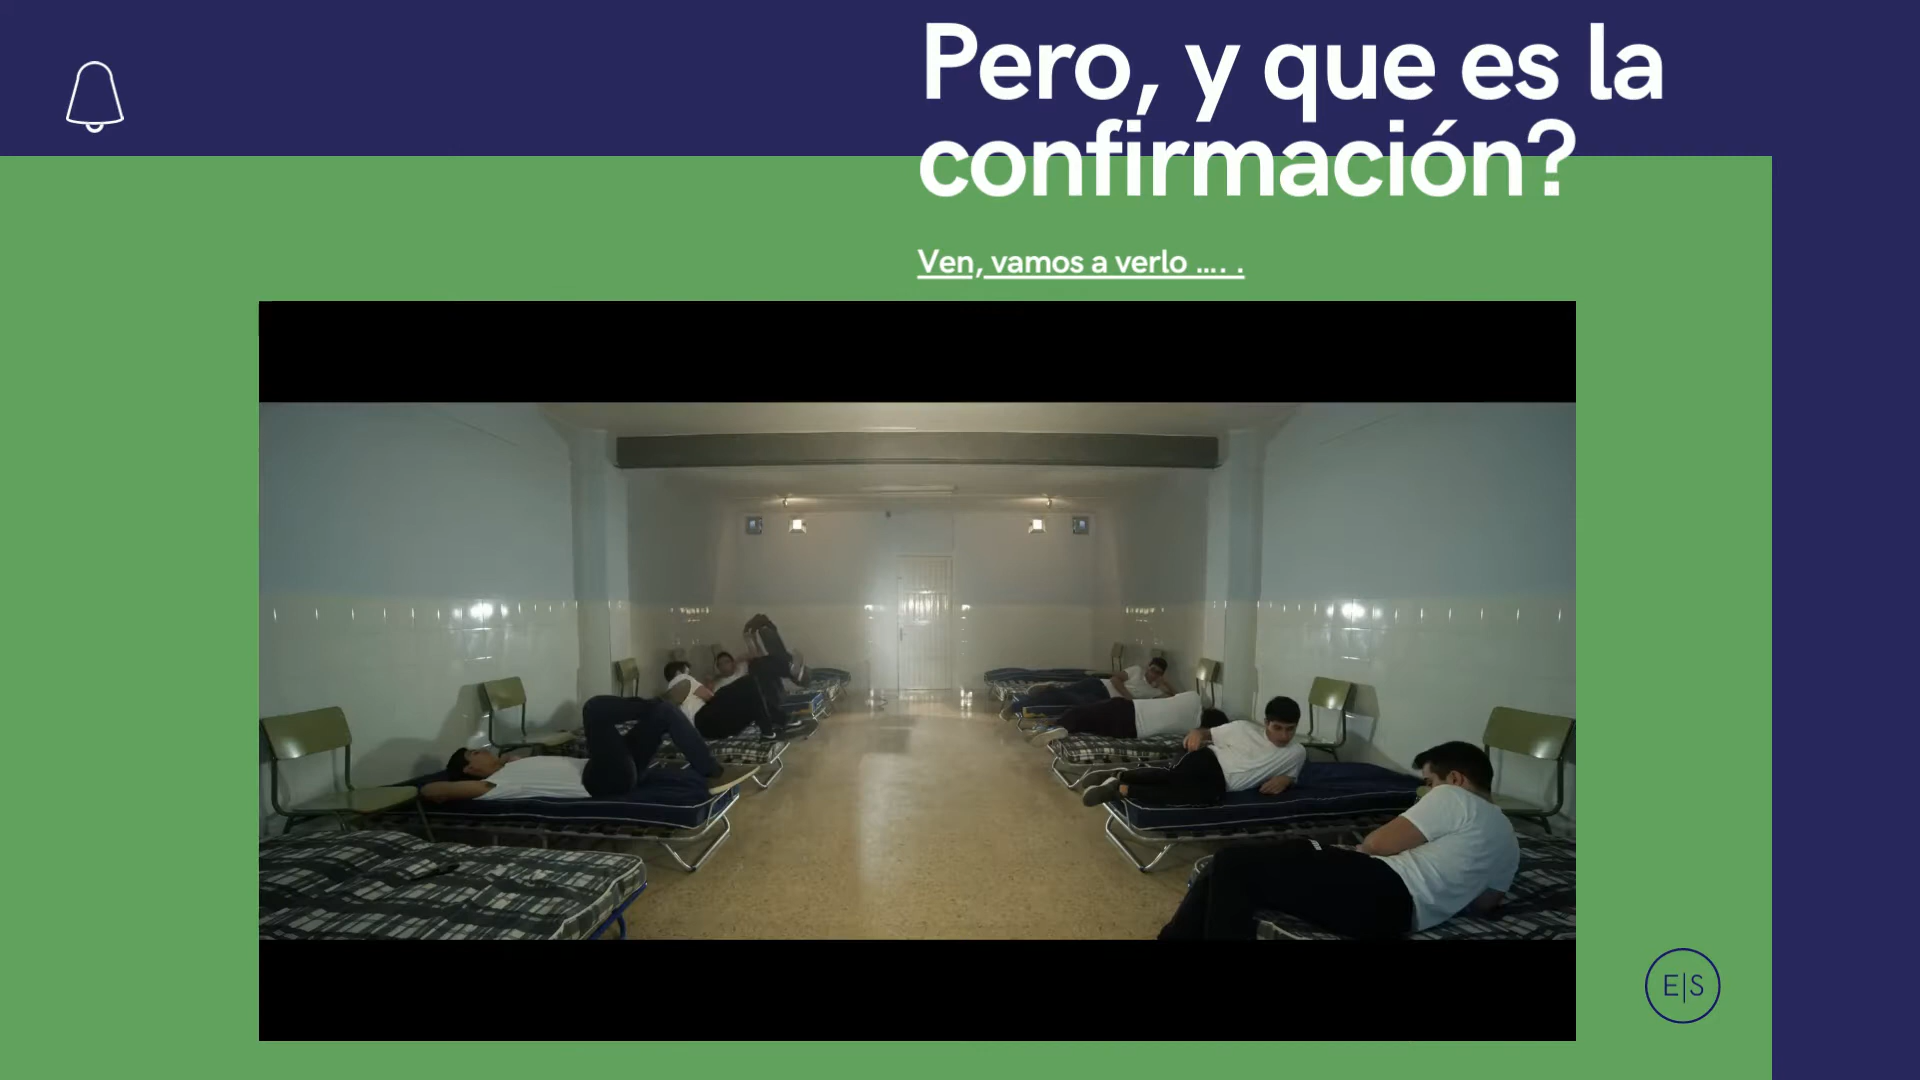 Pero, y que es la
confirmación?
Ven, vamos a verlo .... .
E|S